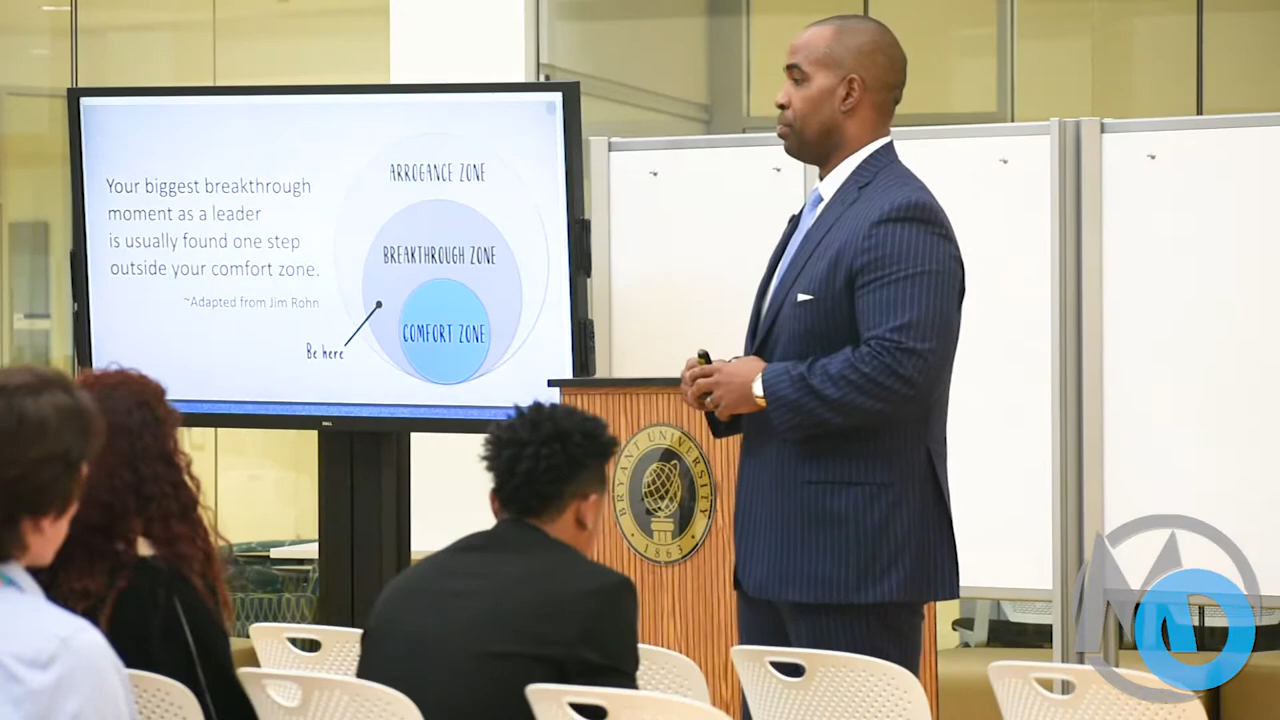 Your biggest breakthrough
moment as a leader
is usually found one step
outside your comfort zone.
~Adapted from Jim Rohn
ARROGANCE ZONE
BREAKTHROUGH ZONE
COMFORT ZONE
Be here
DELL
BRYANT UNIVERSITY
• 1863 •